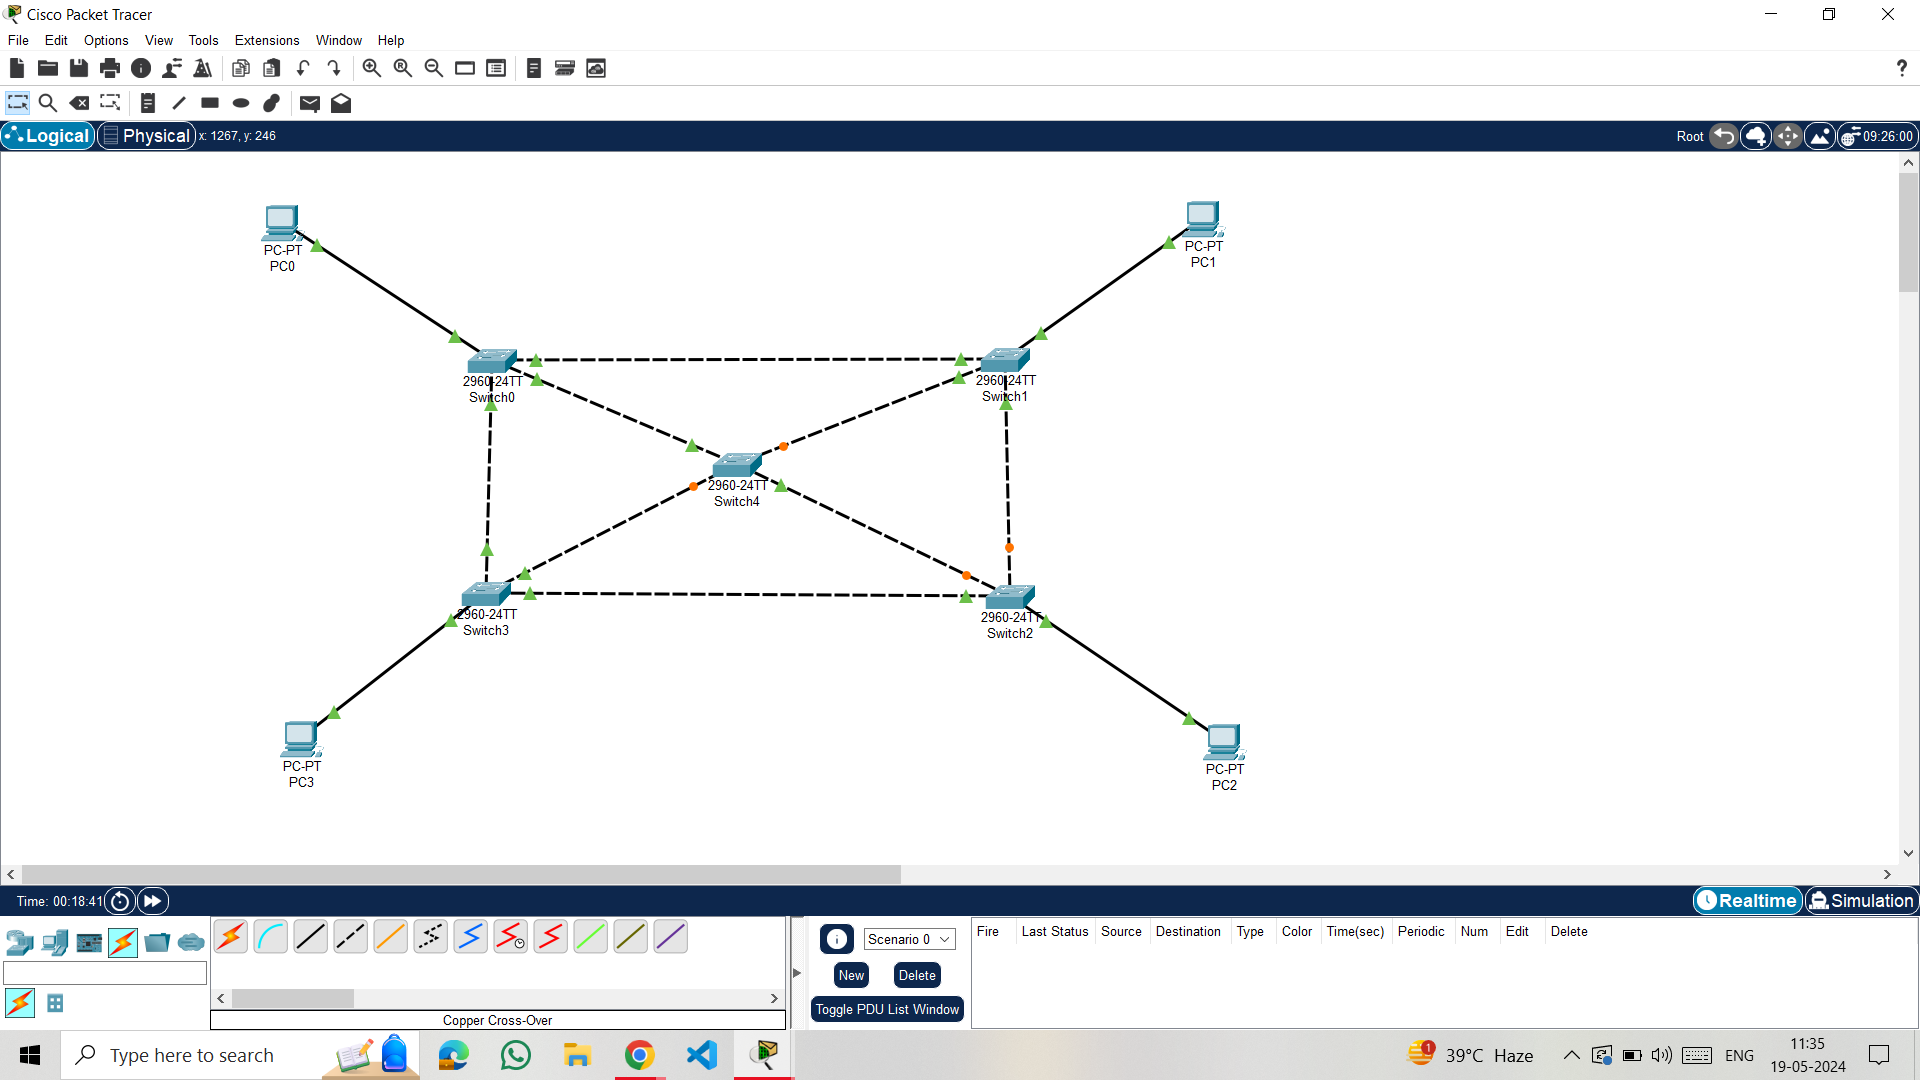 Cisco Packet Tracer
File Edit Options View Tools Extensions Window Help
Logical Physical x: 1267, y: 246 Root 09:26:00
PC-PT
PC0
PC-PT
PC1
2960-24TT
Switch0
2960-24TT
Switch1
2960-24TT
Switch4
2960-24TT
Switch3
2960-24TT
Switch2
PC-PT
PC3
PC-PT
PC2
Time: 00:18:41 Realtime Simulation
Scenario 0
New Delete
Toggle PDU List Window
Fire Last Status Source Destination Type Color Time(sec) Periodic Num Edit Delete
Copper Cross-Over
Type here to search
1
39°C Haze
ENG
11:35
19-05-2024